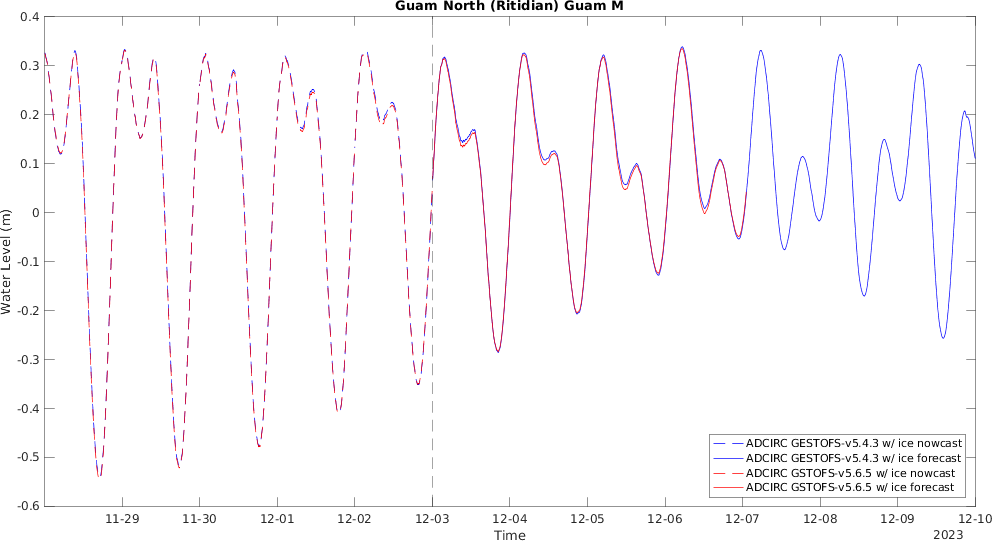 Guam North (Ritidian) Guam M
0.4
0.3
0.2
0.1
0
-0.1
-0.2
-0.3
-0.4
-0.5
-0.6
Water Level (m)
ADCIRC GESTOFS-v5.4.3 w/ ice nowcast
ADCIRC GESTOFS-v5.4.3 w/ ice forecast
ADCIRC GSTOFS-v5.6.5 w/ ice nowcast
ADCIRC GSTOFS-v5.6.5 w/ ice forecast
11-29 11-30 12-01 12-02 12-03 12-04 12-05 12-06 12-07 12-08 12-09 12-10
Time
2023